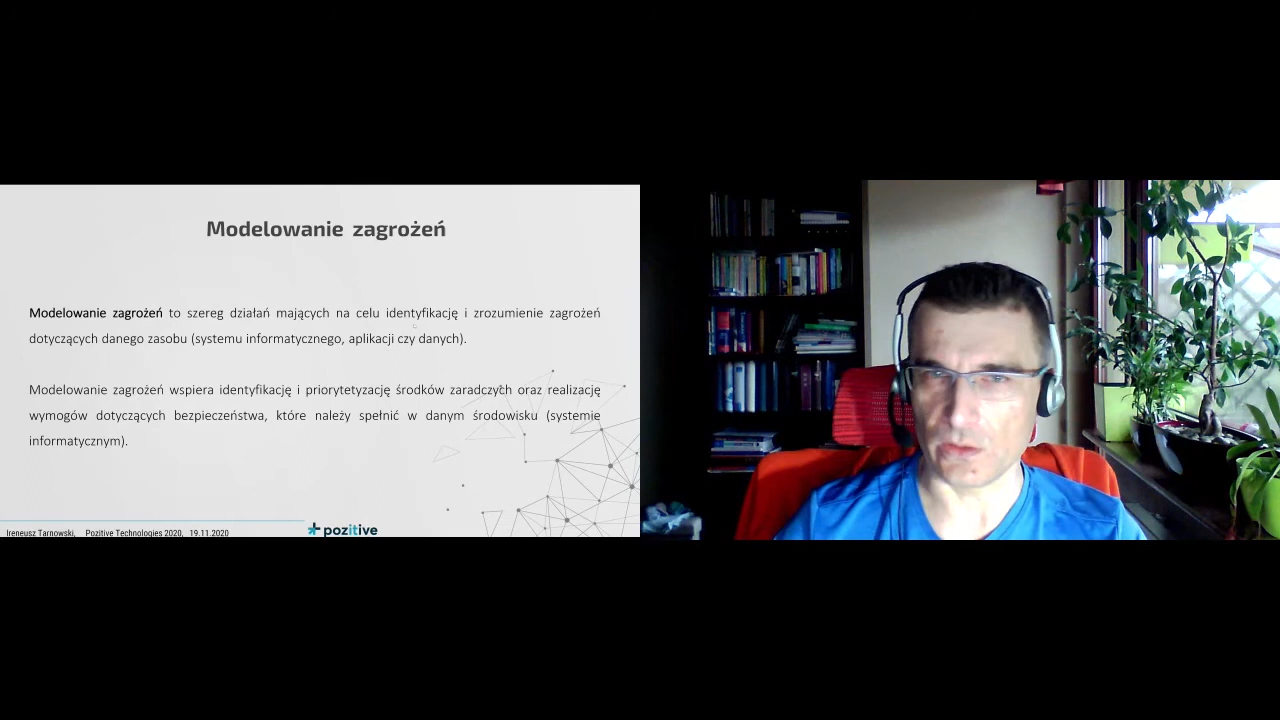 Modelowanie zagrożeń
Modelowanie zagrożeń to szereg działań mających na celu identyfikację i zrozumienie zagrożeń
dotyczących danego zasobu (systemu informatycznego, aplikacji czy danych).
Modelowanie zagrożeń wspiera identyfikację i priorytetyzację środków zaradczych oraz realizację
wymogów dotyczących bezpieczeństwa, które należy spełnić w danym środowisku (systemie
informatycznym).
Ireneusz Tarnowski, Pozitive Technologies 2020, 19.11.2020
pozitive